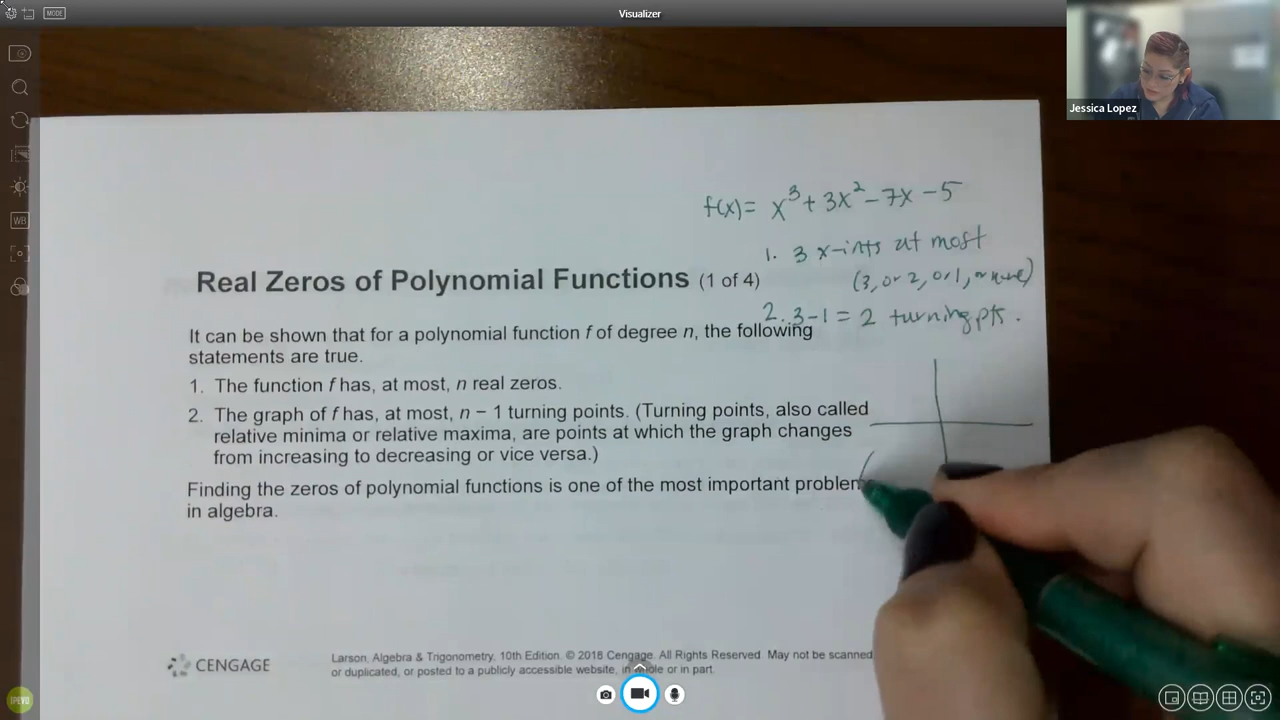 MODE
Visualizer
Jessica Lopez
WB
f(x) = x³ + 3x² − 7x − 5
1. 3 x-ints at most
(3, or 2, or 1, or none)
2. 3−1 = 2 turning pts.
Real Zeros of Polynomial Functions (1 of 4)
It can be shown that for a polynomial function f of degree n, the following
statements are true.
1. The function f has, at most, n real zeros.
2. The graph of f has, at most, n − 1 turning points. (Turning points, also called
relative minima or relative maxima, are points at which the graph changes
from increasing to decreasing or vice versa.)
Finding the zeros of polynomial functions is one of the most important problem
in algebra.
CENGAGE
Larson, Algebra & Trigonometry, 10th Edition. © 2018 Cengage. All Rights Reserved. May not be scanned
or duplicated, or posted to a publicly accessible website, in whole or in part.
IPEVO